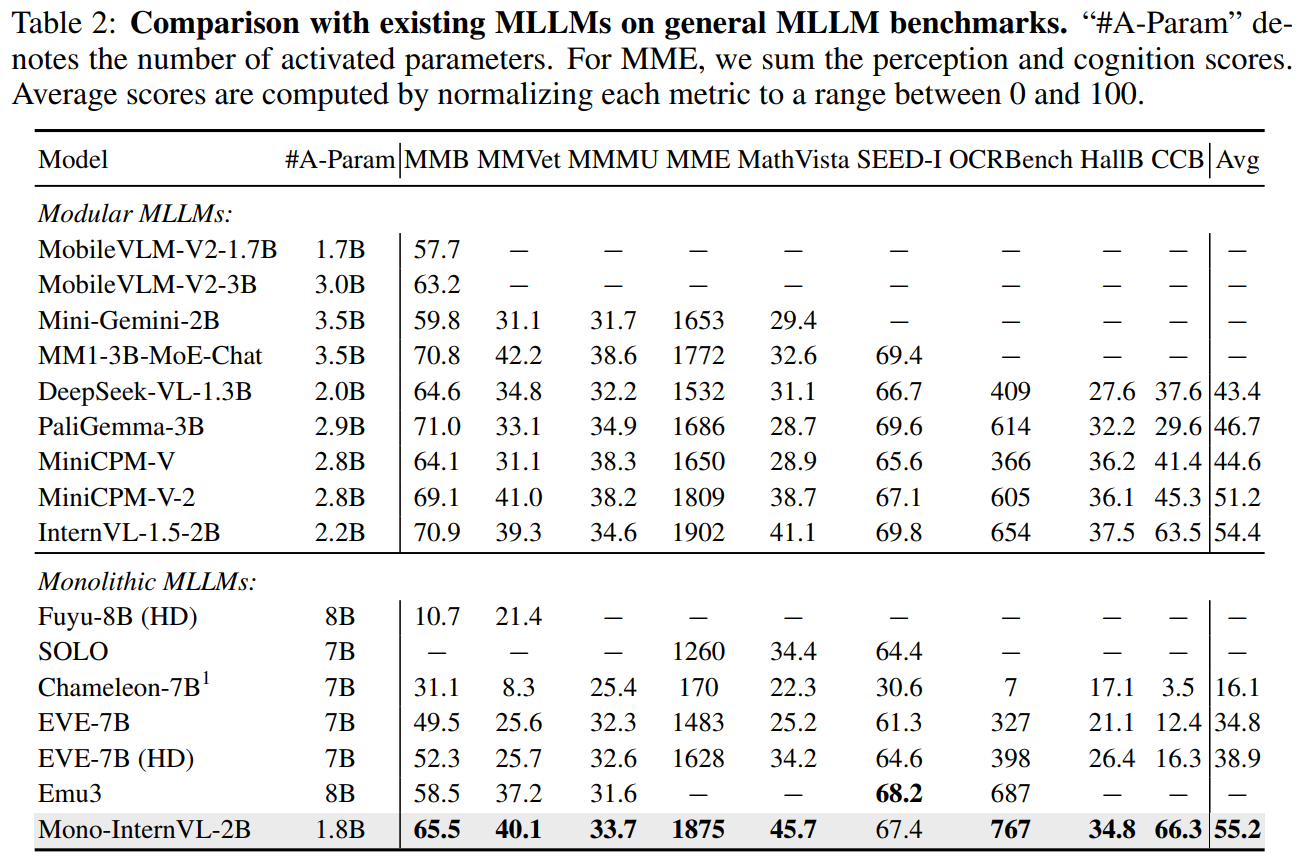 Table 2: Comparison with existing MLLMs on general MLLM benchmarks. “#A-Param” de-
notes the number of activated parameters. For MME, we sum the perception and cognition scores.
Average scores are computed by normalizing each metric to a range between 0 and 100.
Model #A-Param MMB MMVet MMMU MME MathVista SEED-I OCRBench HallB CCB Avg
Modular MLLMs:
MobileVLM-V2-1.7B 1.7B 57.7 – – – – – – – – –
MobileVLM-V2-3B 3.0B 63.2 – – – – – – – – –
Mini-Gemini-2B 3.5B 59.8 31.1 31.7 1653 29.4 – – – – –
MM1-3B-MoE-Chat 3.5B 70.8 42.2 38.6 1772 32.6 69.4 – – – –
DeepSeek-VL-1.3B 2.0B 64.6 34.8 32.2 1532 31.1 66.7 409 27.6 37.6 43.4
PaliGemma-3B 2.9B 71.0 33.1 34.9 1686 28.7 69.6 614 32.2 29.6 46.7
MiniCPM-V 2.8B 64.1 31.1 38.3 1650 28.9 65.6 366 36.2 41.4 44.6
MiniCPM-V-2 2.8B 69.1 41.0 38.2 1809 38.7 67.1 605 36.1 45.3 51.2
InternVL-1.5-2B 2.2B 70.9 39.3 34.6 1902 41.1 69.8 654 37.5 63.5 54.4
Monolithic MLLMs:
Fuyu-8B (HD) 8B 10.7 21.4 – – – – – – – –
SOLO 7B – – – 1260 34.4 64.4 – – – –
Chameleon-7B¹ 7B 31.1 8.3 25.4 170 22.3 30.6 7 17.1 3.5 16.1
EVE-7B 7B 49.5 25.6 32.3 1483 25.2 61.3 327 21.1 12.4 34.8
EVE-7B (HD) 7B 52.3 25.7 32.6 1628 34.2 64.6 398 26.4 16.3 38.9
Emu3 8B 58.5 37.2 31.6 – – 68.2 687 – – –
Mono-InternVL-2B 1.8B 65.5 40.1 33.7 1875 45.7 67.4 767 34.8 66.3 55.2